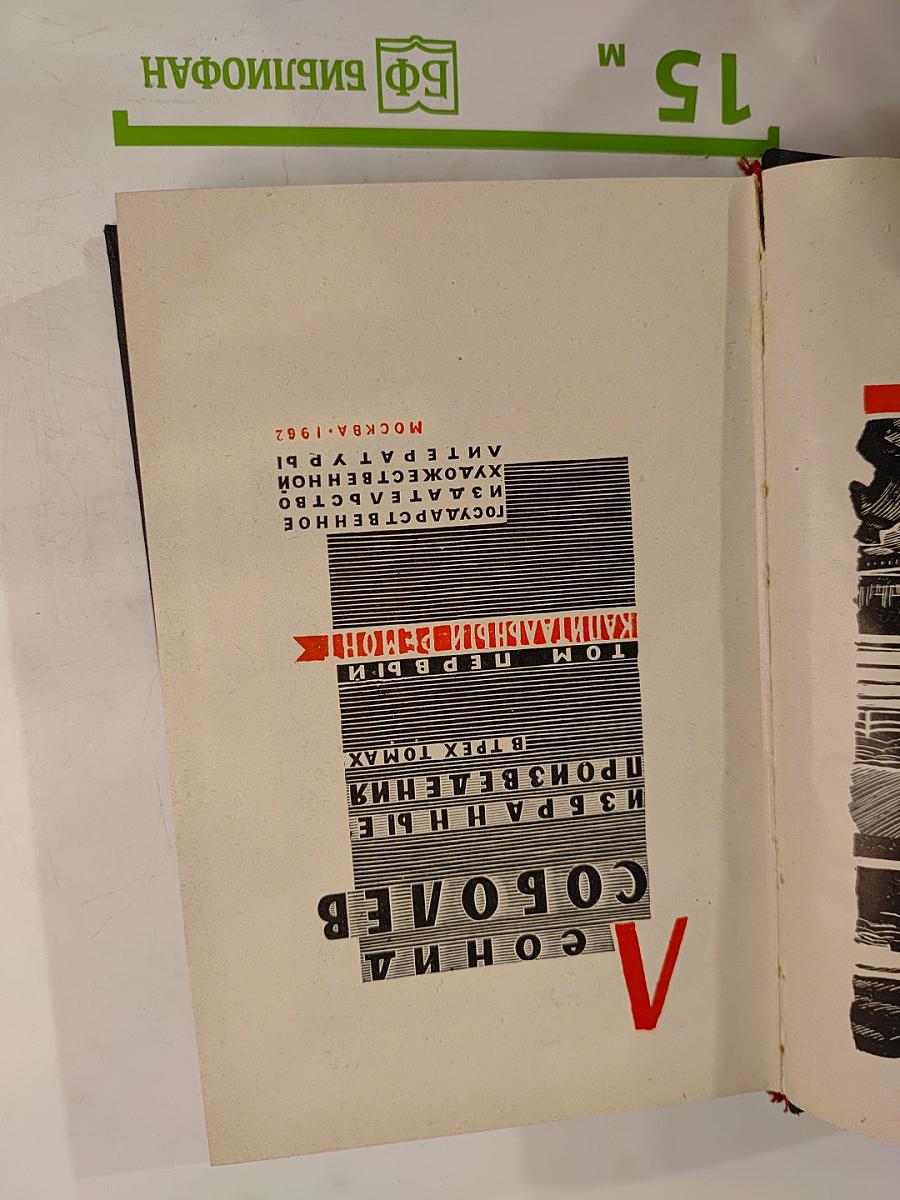 Леонид
СОБОЛЕВ
ИЗБРАННЫЕ
ПРОИЗВЕДЕНИЯ
В ТРЕХ ТОМАХ
ТОМ ПЕРВЫЙ
КАПИТАЛЬНЫЙ РЕМОНТ
ГОСУДАРСТВЕННОЕ
ИЗДАТЕЛЬСТВО
ХУДОЖЕСТВЕННОЙ
ЛИТЕРАТУРЫ
МОСКВА·1962
15 м
БФ БИБЛИОФАН